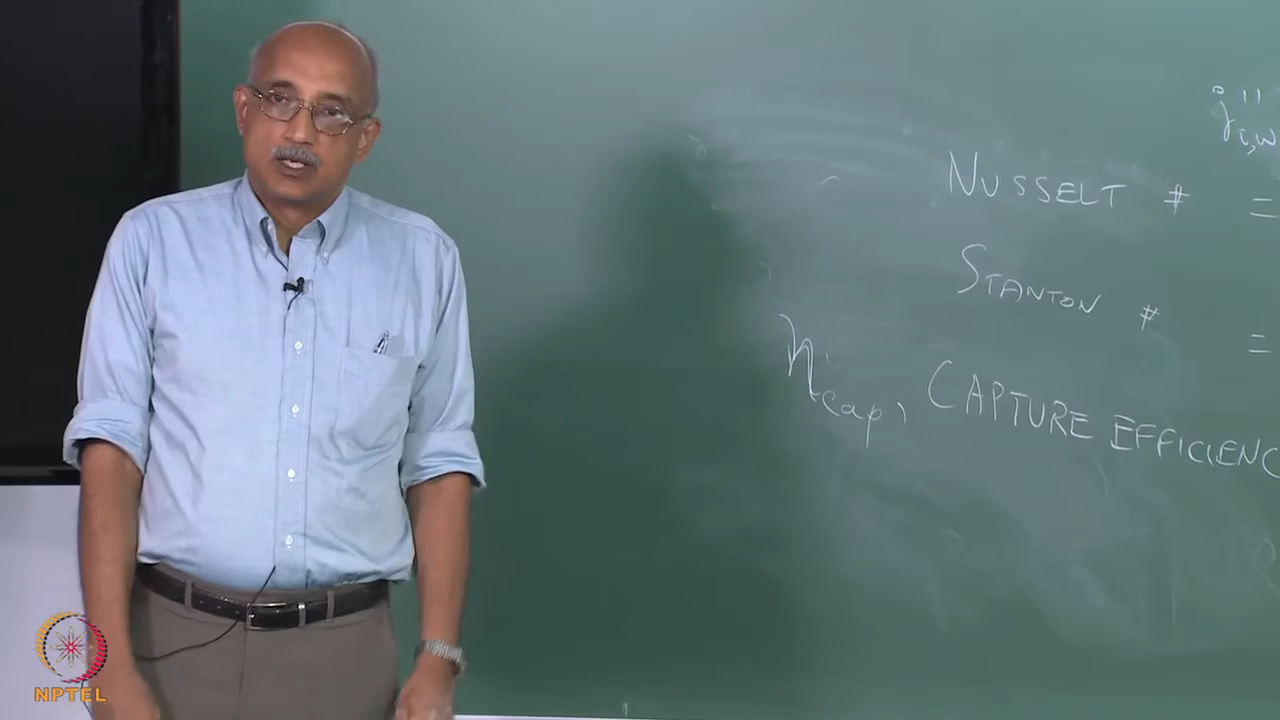 j̇''i,w
NUSSELT # =
STANTON # =
ηcap, CAPTURE EFFICIENC
NPTEL